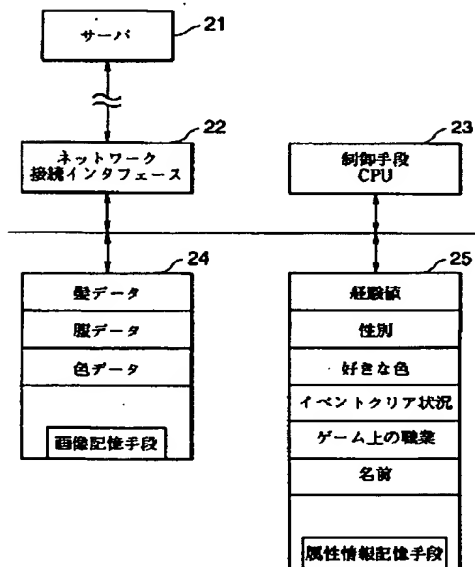 サーバ
21
22
ネットワーク
接続インタフェース
23
制御手段
CPU
24
髪データ
腹データ
色データ
画像記憶手段
25
経験値
性別
好きな色
イベントクリア状況
ゲーム上の職業
名前
属性情報記憶手段